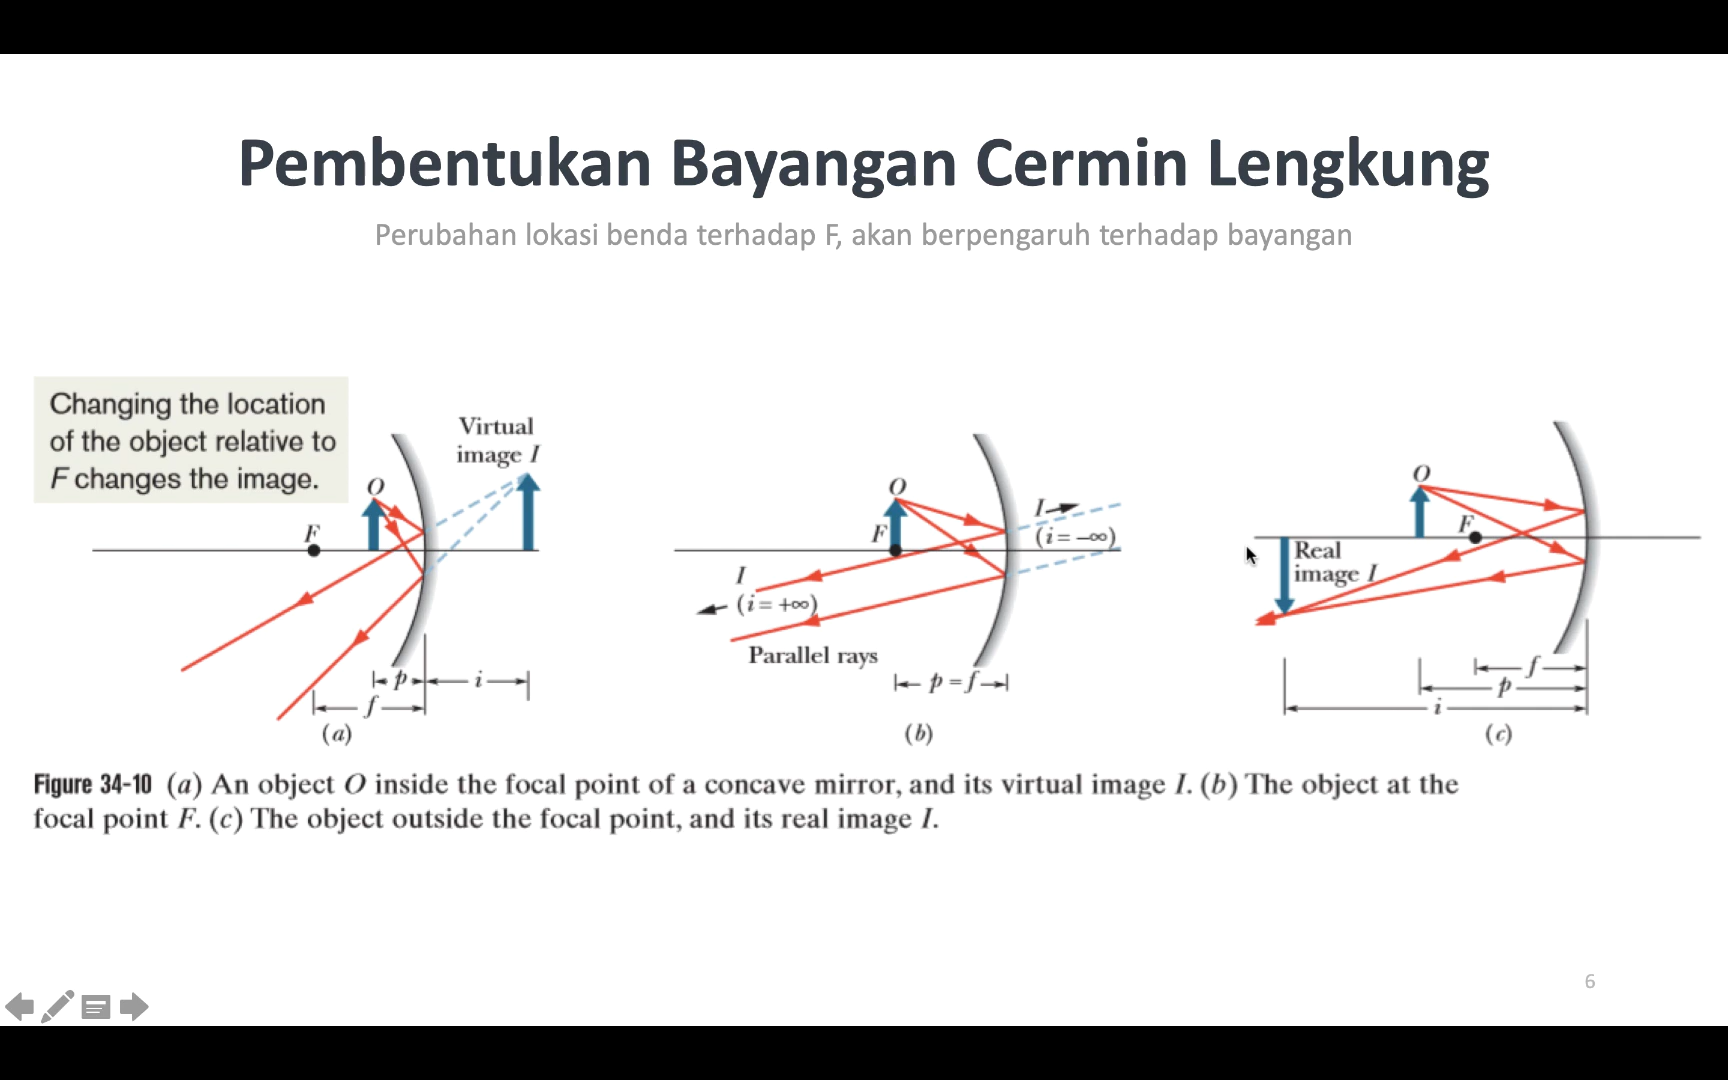 Pembentukan Bayangan Cermin Lengkung
Perubahan lokasi benda terhadap F, akan berpengaruh terhadap bayangan
Changing the location
of the object relative to
F changes the image.
Virtual
image I
O
F
p
i
f
(a)
O
F
I
(i = −∞)
I
(i = +∞)
Parallel rays
p = f
(b)
O
F
Real
image I
f
p
i
(c)
Figure 34-10 (a) An object O inside the focal point of a concave mirror, and its virtual image I. (b) The object at the
focal point F. (c) The object outside the focal point, and its real image I.
6